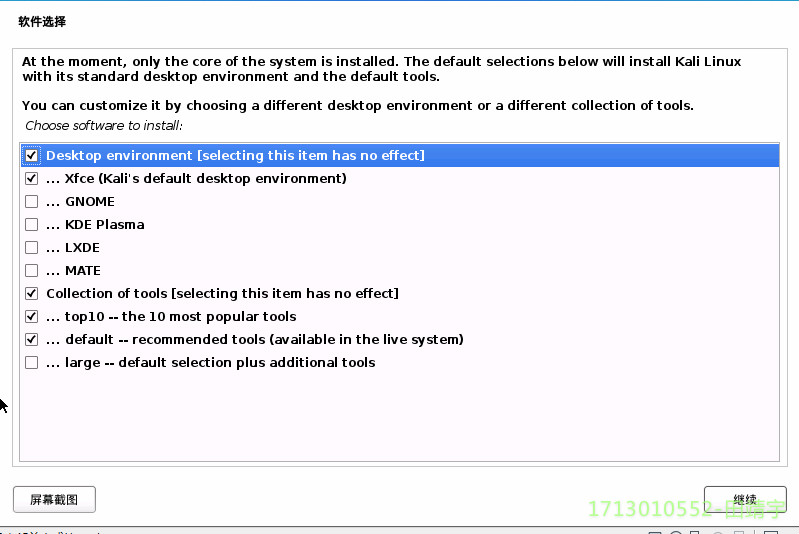 软件选择
At the moment, only the core of the system is installed. The default selections below will install Kali Linux
with its standard desktop environment and the default tools.
You can customize it by choosing a different desktop environment or a different collection of tools.
Choose software to install:
Desktop environment [selecting this item has no effect]
... Xfce (Kali's default desktop environment)
... GNOME
... KDE Plasma
... LXDE
... MATE
Collection of tools [selecting this item has no effect]
... top10 -- the 10 most popular tools
... default -- recommended tools (available in the live system)
... large -- default selection plus additional tools
屏幕截图
继续
1713010552-田婧宇